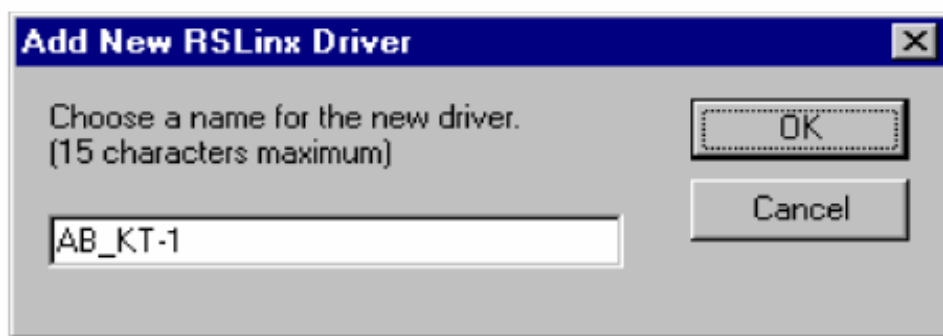 Add New RSLinx Driver
Choose a name for the new driver.
(15 characters maximum)
OK
Cancel
AB_KT-1